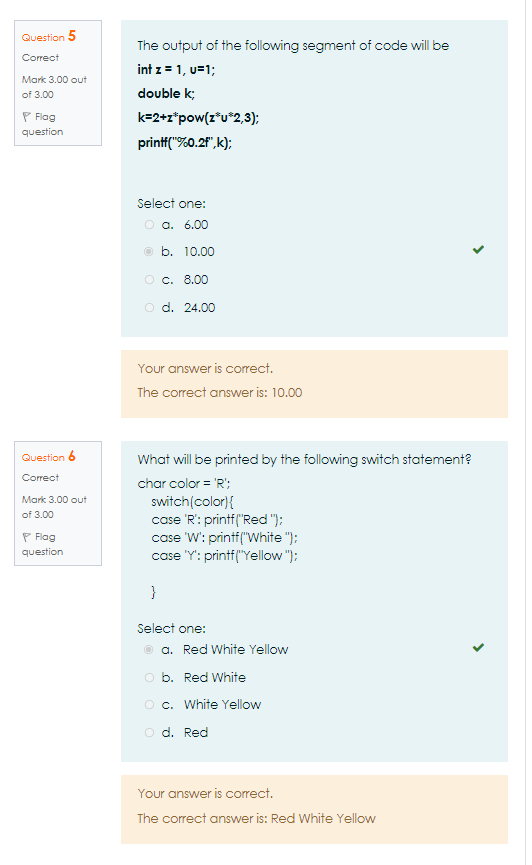 Question 5
Correct
Mark 3.00 out
of 3.00
Flag
question
The output of the following segment of code will be
int z = 1, u=1;
double k;
k=2+z*pow(z*u*2,3);
printf("%0.2f",k);
Select one:
a. 6.00
b. 10.00
c. 8.00
d. 24.00
Your answer is correct.
The correct answer is: 10.00
Question 6
Correct
Mark 3.00 out
of 3.00
Flag
question
What will be printed by the following switch statement?
char color = 'R';
switch(color){
case 'R': printf("Red ");
case 'W': printf("White ");
case 'Y': printf("Yellow ");
}
Select one:
a. Red White Yellow
b. Red White
c. White Yellow
d. Red
Your answer is correct.
The correct answer is: Red White Yellow